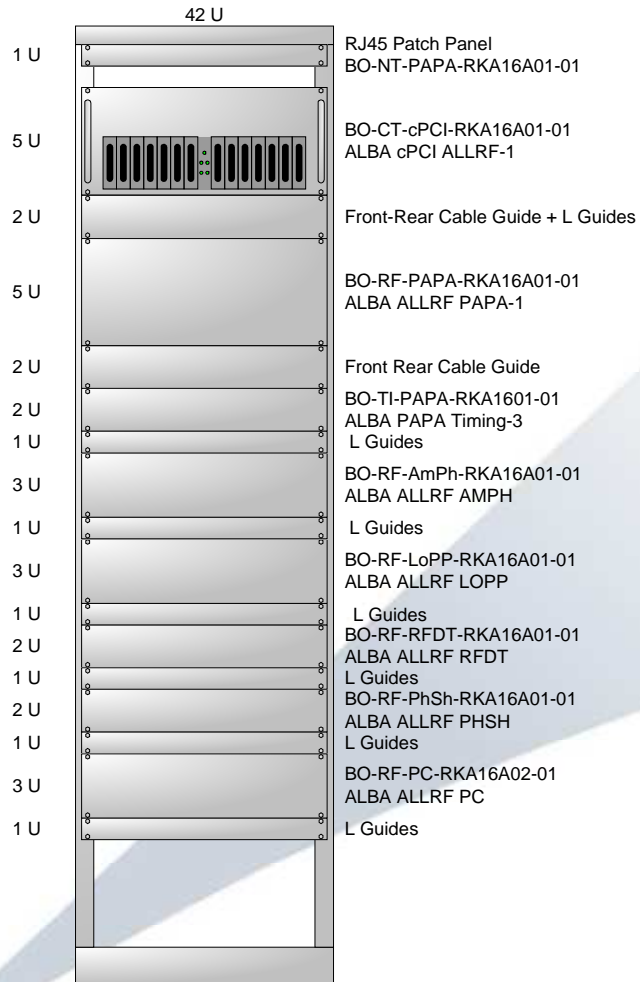 42 U
1 U
RJ45 Patch Panel
BO-NT-PAPA-RKA16A01-01
5 U
BO-CT-cPCI-RKA16A01-01
ALBA cPCI ALLRF-1
2 U
Front-Rear Cable Guide + L Guides
5 U
BO-RF-PAPA-RKA16A01-01
ALBA ALLRF PAPA-1
2 U
Front Rear Cable Guide
2 U
BO-TI-PAPA-RKA1601-01
ALBA PAPA Timing-3
1 U
L Guides
3 U
BO-RF-AmPh-RKA16A01-01
ALBA ALLRF AMPH
1 U
L Guides
3 U
BO-RF-LoPP-RKA16A01-01
ALBA ALLRF LOPP
1 U
L Guides
2 U
BO-RF-RFDT-RKA16A01-01
ALBA ALLRF RFDT
1 U
L Guides
2 U
BO-RF-PhSh-RKA16A01-01
ALBA ALLRF PHSH
1 U
L Guides
3 U
BO-RF-PC-RKA16A02-01
ALBA ALLRF PC
1 U
L Guides